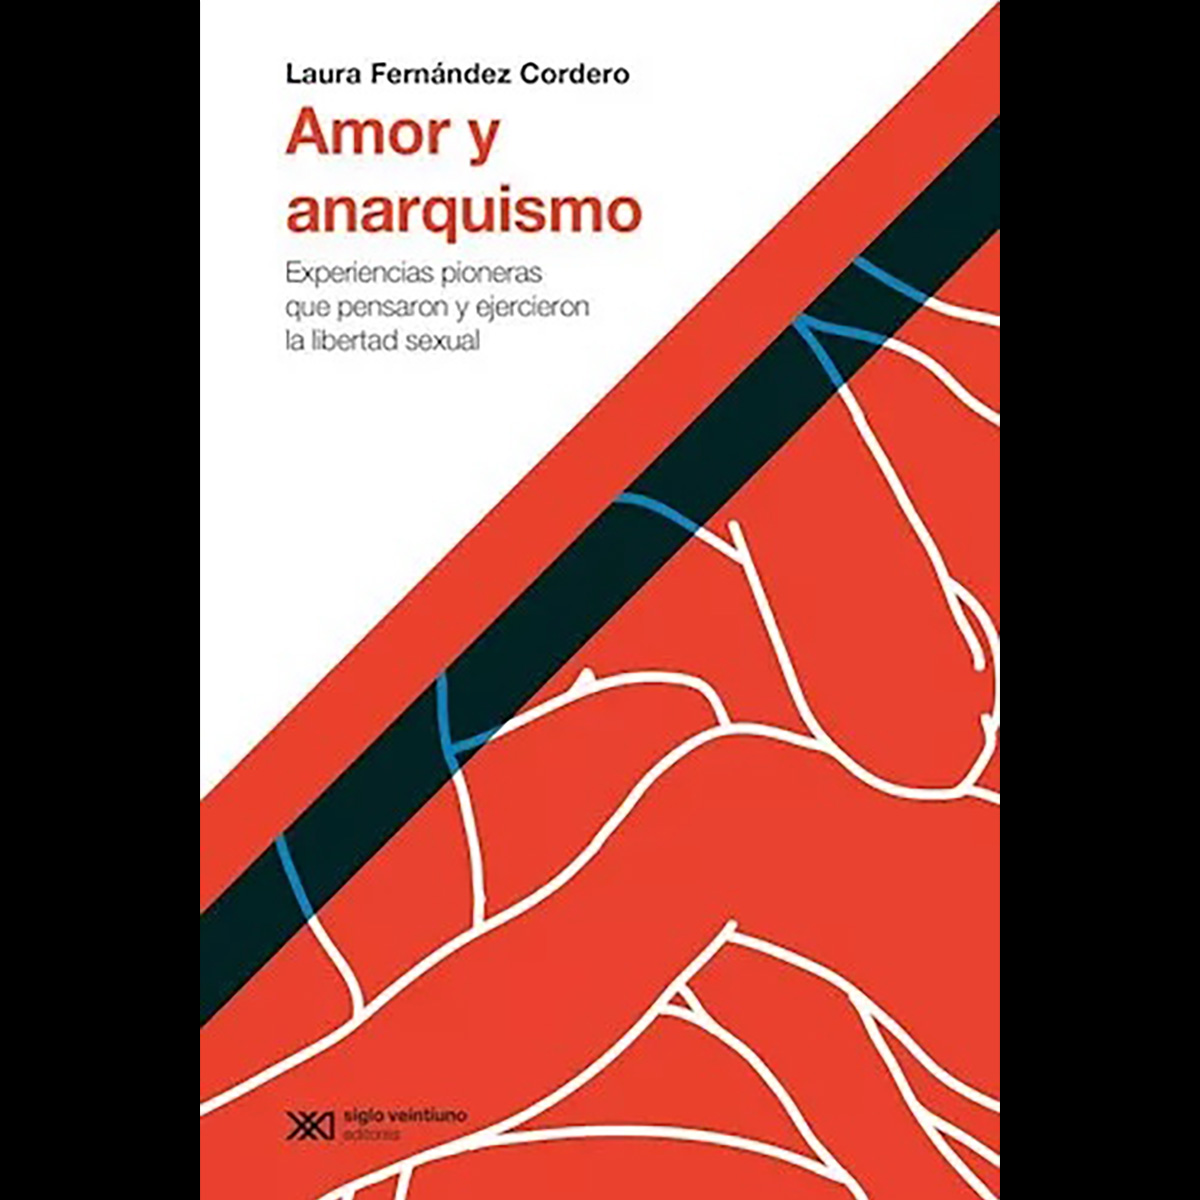 Laura Fernández Cordero
Amor y
anarquismo
Experiencias pioneras
que pensaron y ejercieron
la libertad sexual
siglo veintiuno
editores